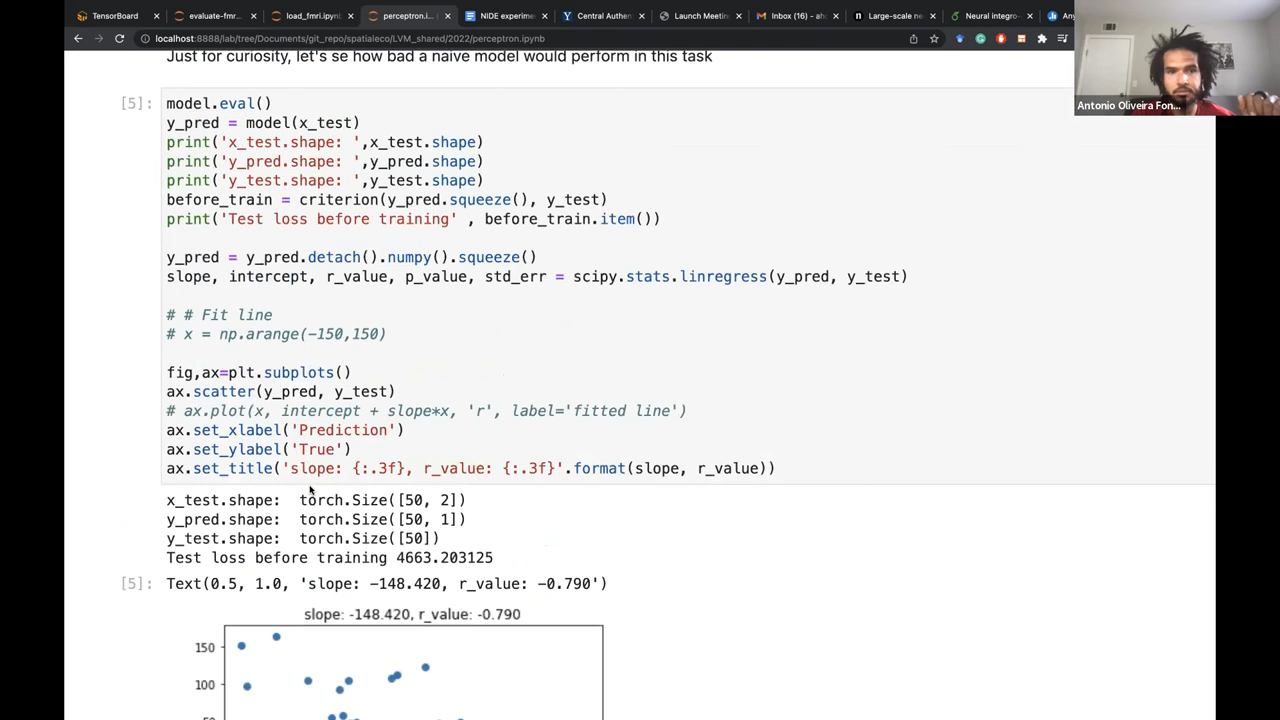 TensorBoard
evaluate-fmr...
load_fmri.ipyn
perceptron.i...
NIDE experime
Central Authen
Launch Meetin
Inbox (16) – a
Large-scale ne
Neural integro-
Any
localhost:8888/lab/tree/Documents/git_repo/spatialeco/LVM_shared/2022/perceptron.ipynb
Antonio Oliveira Fon...
Just for curiosity, let's se how bad a naive model would perform in this task
[5]: model.eval()
y_pred = model(x_test)
print('x_test.shape: ',x_test.shape)
print('y_pred.shape: ',y_pred.shape)
print('y_test.shape: ',y_test.shape)
before_train = criterion(y_pred.squeeze(), y_test)
print('Test loss before training' , before_train.item())
y_pred = y_pred.detach().numpy().squeeze()
slope, intercept, r_value, p_value, std_err = scipy.stats.linregress(y_pred, y_test)
# # Fit line
# x = np.arange(-150,150)
fig,ax=plt.subplots()
ax.scatter(y_pred, y_test)
# ax.plot(x, intercept + slope*x, 'r', label='fitted line')
ax.set_xlabel('Prediction')
ax.set_ylabel('True')
ax.set_title('slope: {:.3f}, r_value: {:.3f}'.format(slope, r_value))
x_test.shape:  torch.Size([50, 2])
y_pred.shape:  torch.Size([50, 1])
y_test.shape:  torch.Size([50])
Test loss before training 4663.203125
[5]: Text(0.5, 1.0, 'slope: -148.420, r_value: -0.790')
slope: -148.420, r_value: -0.790
150
100